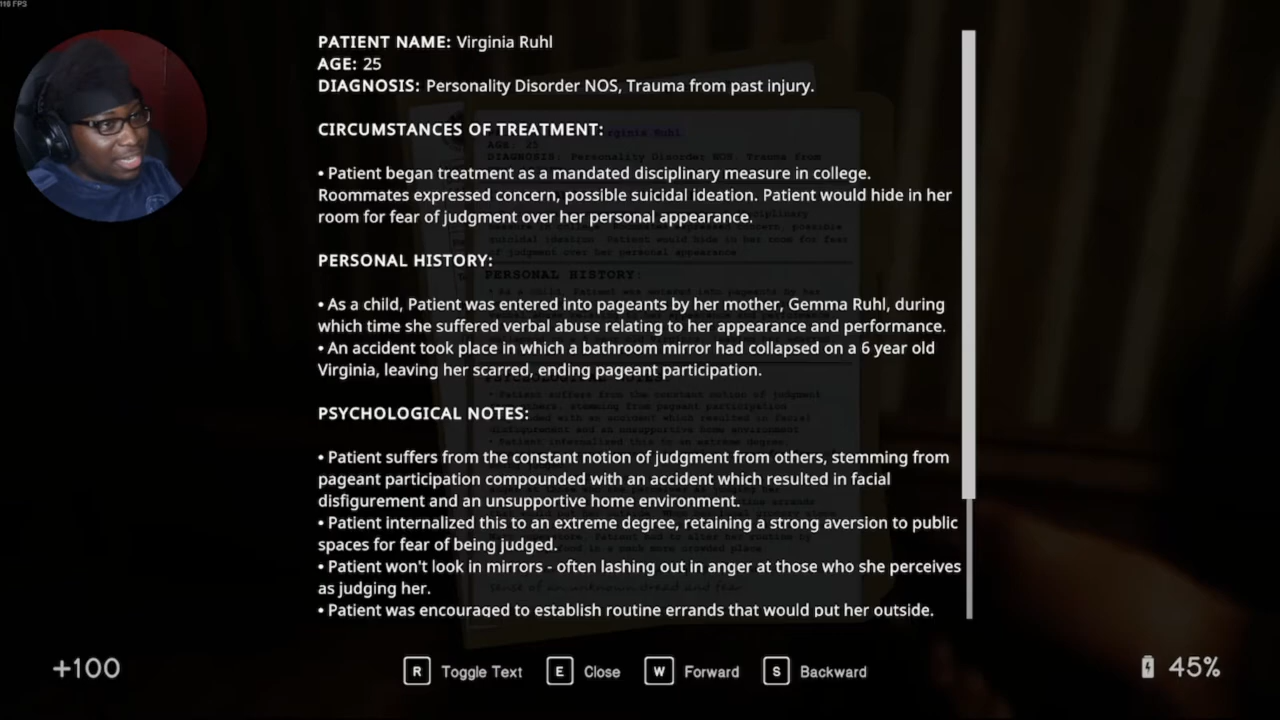 110 FPS
PATIENT NAME: Virginia Ruhl
AGE: 25
DIAGNOSIS: Personality Disorder NOS, Trauma from past injury.
CIRCUMSTANCES OF TREATMENT:
• Patient began treatment as a mandated disciplinary measure in college.
Roommates expressed concern, possible suicidal ideation. Patient would hide in her
room for fear of judgment over her personal appearance.
PERSONAL HISTORY:
• As a child, Patient was entered into pageants by her mother, Gemma Ruhl, during
which time she suffered verbal abuse relating to her appearance and performance.
• An accident took place in which a bathroom mirror had collapsed on a 6 year old
Virginia, leaving her scarred, ending pageant participation.
PSYCHOLOGICAL NOTES:
• Patient suffers from the constant notion of judgment from others, stemming from
pageant participation compounded with an accident which resulted in facial
disfigurement and an unsupportive home environment.
• Patient internalized this to an extreme degree, retaining a strong aversion to public
spaces for fear of being judged.
• Patient won't look in mirrors - often lashing out in anger at those who she perceives
as judging her.
• Patient was encouraged to establish routine errands that would put her outside.
+100
R Toggle Text E Close W Forward S Backward
45%